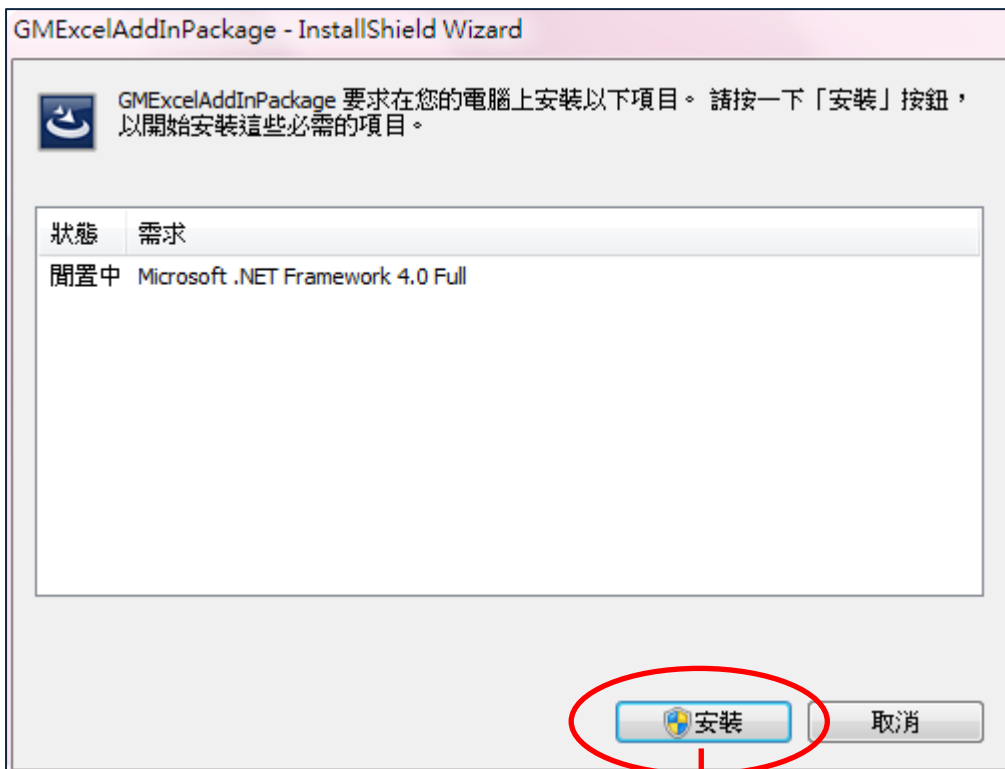 GMExcelAddInPackage - InstallShield Wizard
GMExcelAddInPackage 要求在您的電腦上安裝以下項目。 請按一下「安裝」按鈕,
以開始安裝這些必需的項目。
狀態 需求
閒置中 Microsoft .NET Framework 4.0 Full
安裝 取消